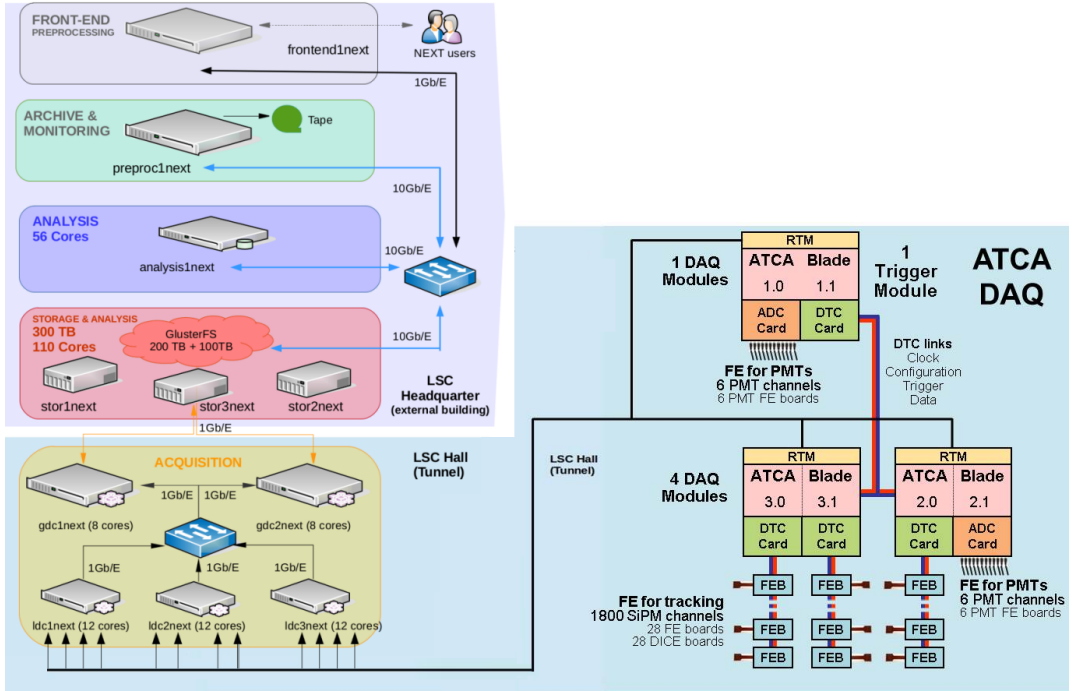 FRONT-END
PREPROCESSING
frontend1next
NEXT users
1Gb/E
ARCHIVE &
MONITORING
Tape
preproc1next
10Gb/E
ANALYSIS
56 Cores
analysis1next
10Gb/E
STORAGE & ANALYSIS
300 TB
110 Cores
GlusterFS
200 TB + 100TB
10Gb/E
stor1next
stor3next
stor2next
LSC
Headquarter
(external building)
1Gb/E
ACQUISITION
LSC Hall
(Tunnel)
1Gb/E
1Gb/E
gdc1next (8 cores)
gdc2next (8 cores)
1Gb/E
1Gb/E
1Gb/E
ldc1next (12 cores)
ldc2next (12 cores)
ldc3next (12 cores)
LSC Hall
(Tunnel)
ATCA
DAQ
1 DAQ
Modules
RTM
ATCA Blade
1.0 1.1
ADC
Card
DTC
Card
1
Trigger
Module
FE for PMTs
6 PMT channels
6 PMT FE boards
DTC links
Clock
Configuration
Trigger
Data
4 DAQ
Modules
RTM
ATCA Blade
3.0 3.1
DTC
Card
DTC
Card
RTM
ATCA Blade
2.0 2.1
DTC
Card
ADC
Card
FE for tracking
1800 SiPM channels
28 FE boards
28 DICE boards
FEB
FEB
FEB
FEB
FEB
FEB
FEB
FEB
FEB
FE for PMTs
6 PMT channels
6 PMT FE boards